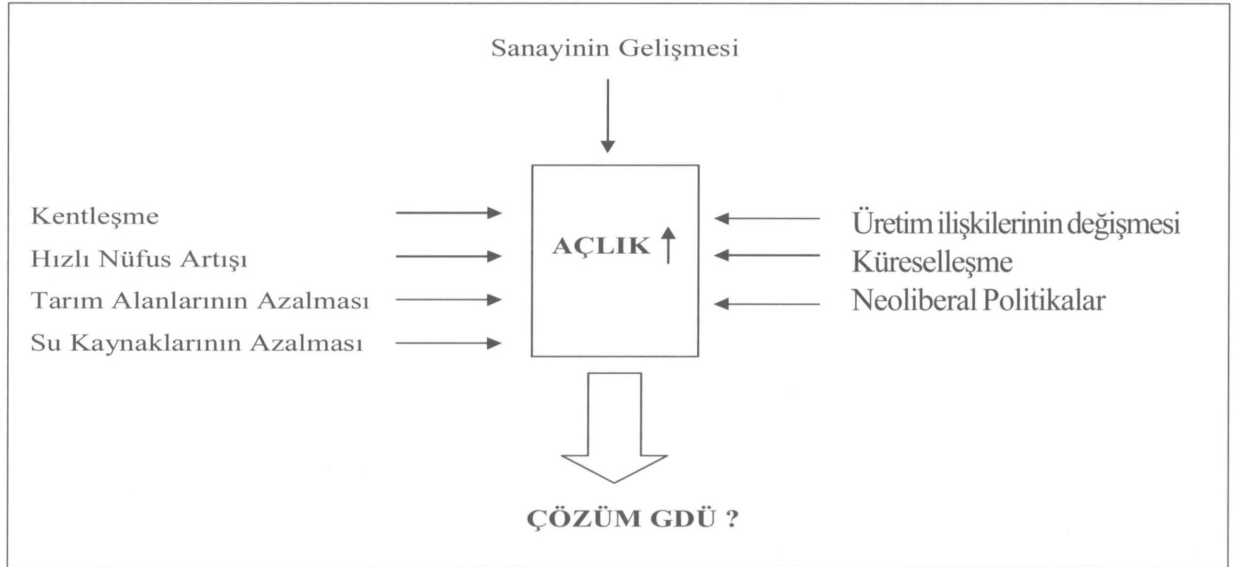 Sanayinin Gelişmesi
Kentleşme
Hızlı Nüfus Artışı
Tarım Alanlarının Azalması
Su Kaynaklarının Azalması
AÇLIK
Üretim ilişkilerinin değişmesi
Küreselleşme
Neoliberal Politikalar
ÇÖZÜM GDÜ ?